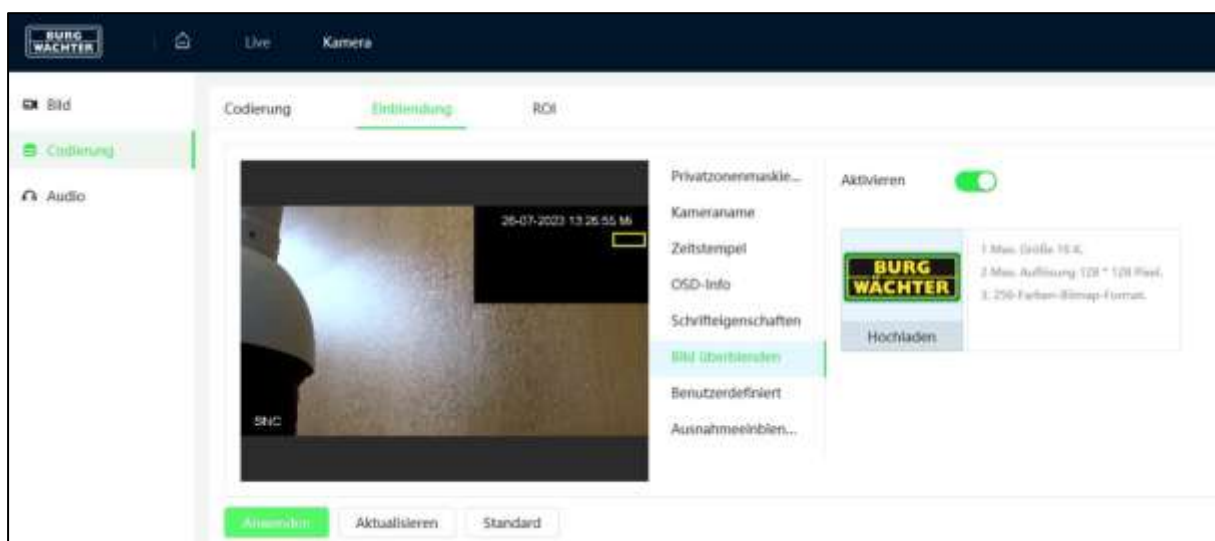 BURG
WÄCHTER
Live Kamera
Bild
Codierung Einblendung ROI
Codierung
Audio
Privatzonenmaskie...
Aktivieren
Kameraname
Zeitstempel
OSD-Info
Schrifteigenschaften
Bild überblenden
Benutzerdefiniert
Ausnahmeeinblen...
26-07-2023 13:26:55 Mi
SNC
BURG
WÄCHTER
Hochladen
1 Max. Größe 16 K.
2 Max. Auflösung 128 * 128 Pixel.
3. 256-Farben-Bitmap-Format.
Anwenden Aktualisieren Standard